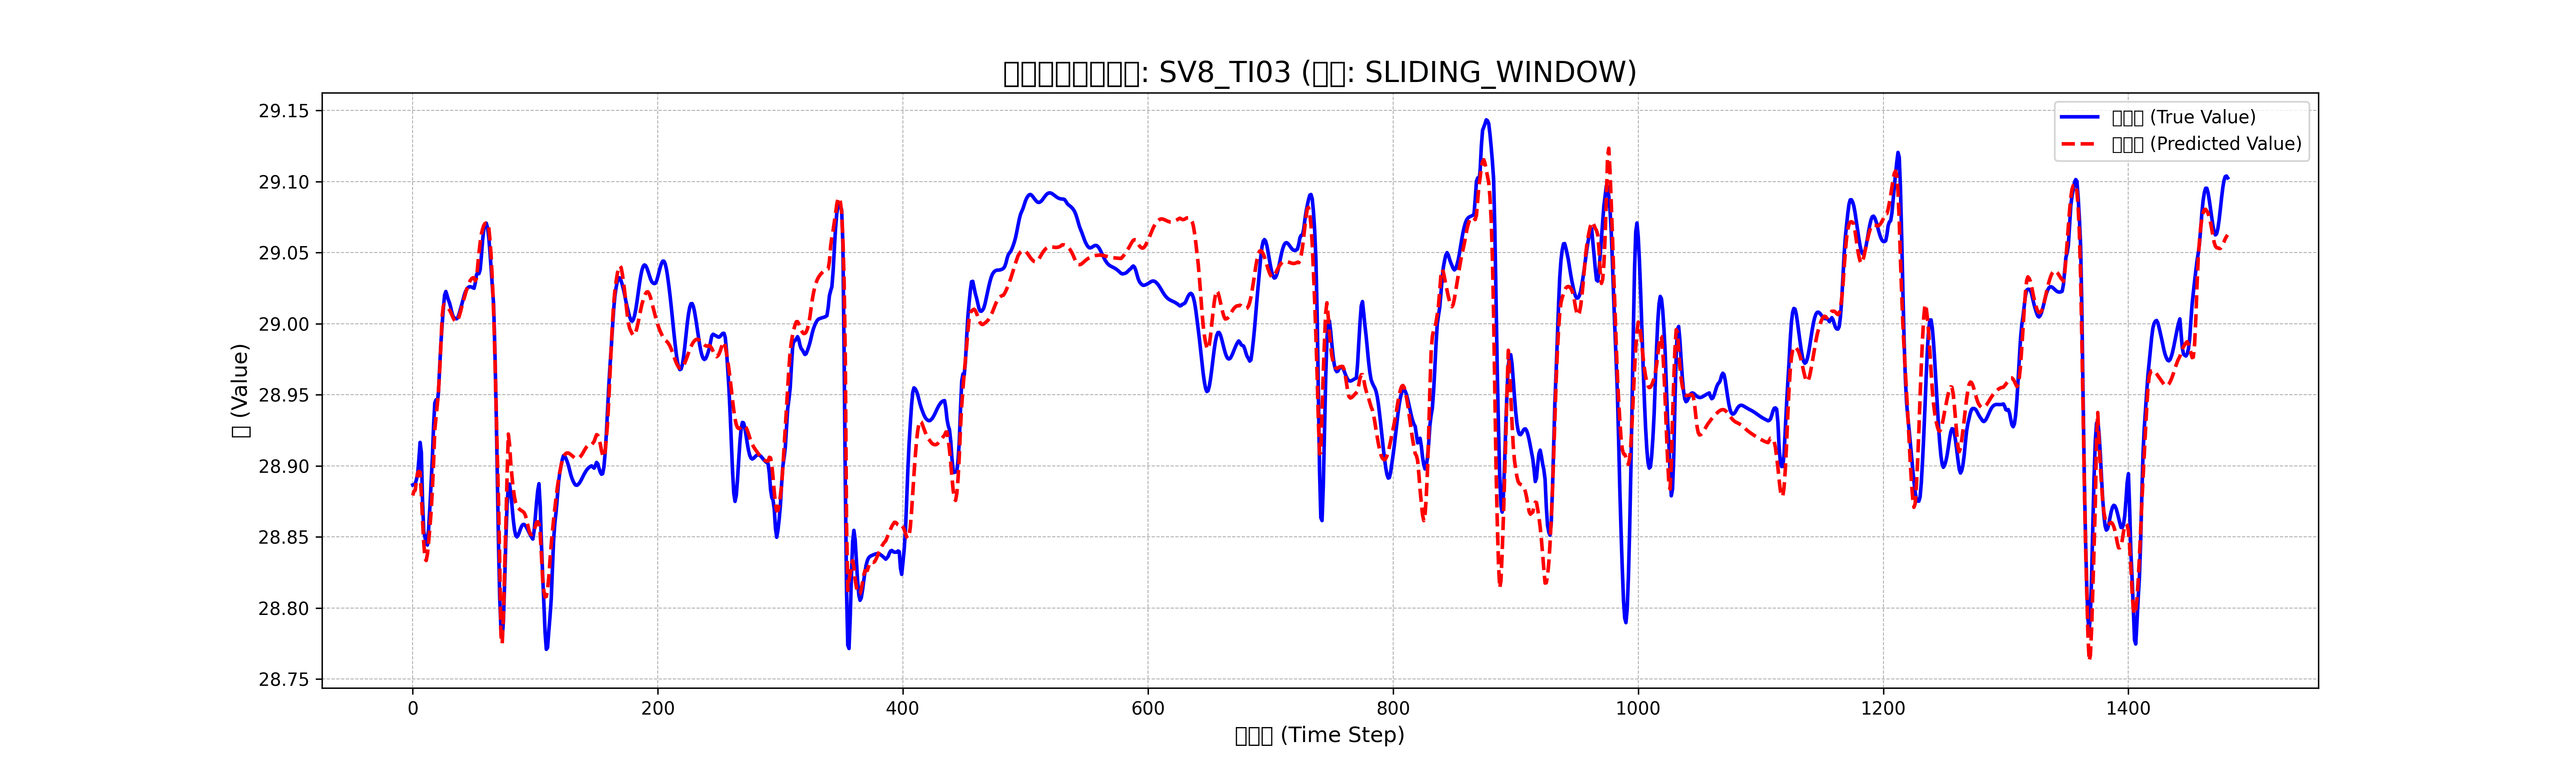 : SV8_TI03 ( : SLIDING_WINDOW)
(True Value)
(Predicted Value)
(Value)
29.15
29.10
29.05
29.00
28.95
28.90
28.85
28.80
28.75
0 200 400 600 800 1000 1200 1400
(Time Step)